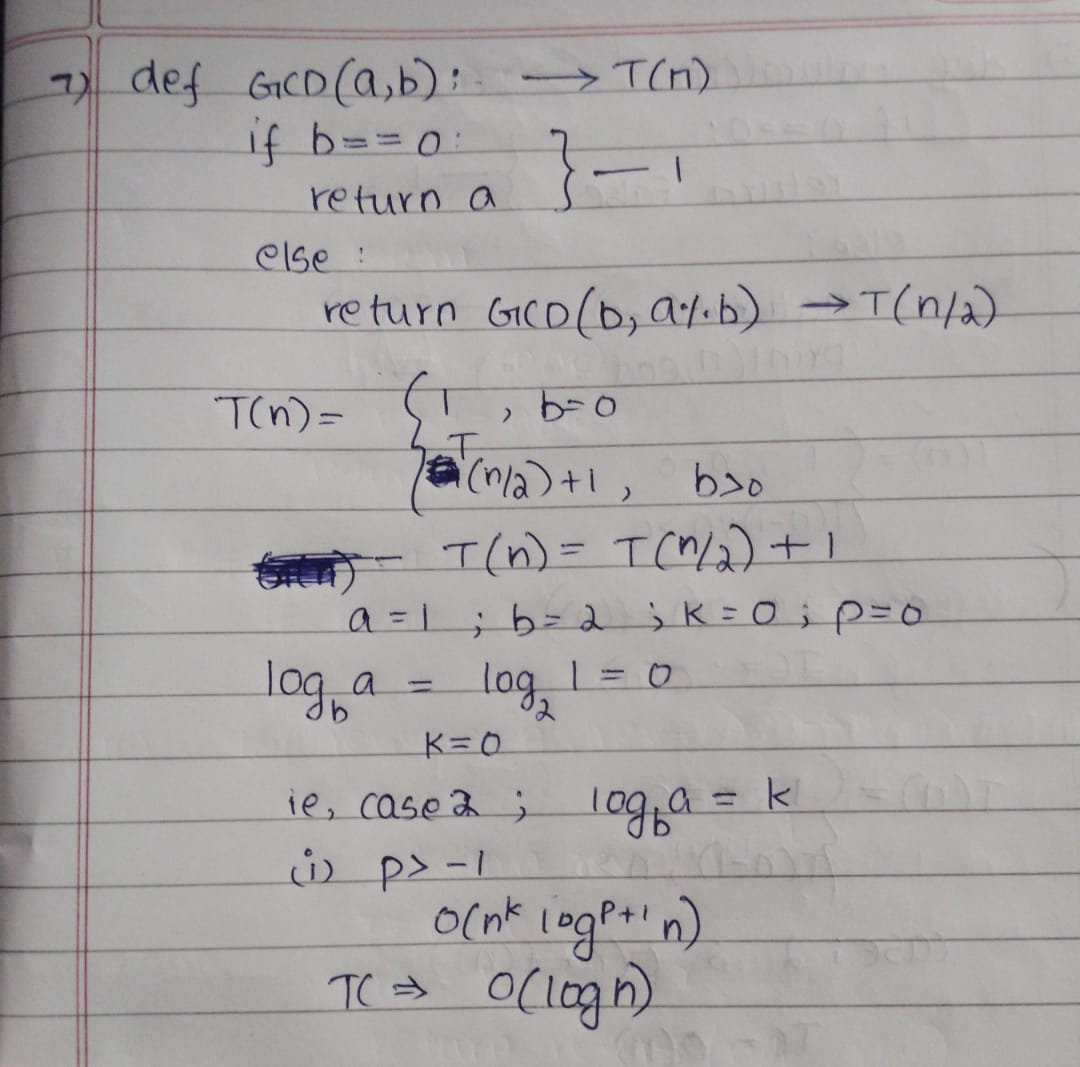 7) def GCD(a,b): → T(n)
if b==0: } — 1
return a
else :
return GCD(b, a%b) → T(n/2)
T(n)= { 1 , b=0
T(n/2)+1 , b>0
– T(n) = T(n/2) + 1
a=1 ; b=2 ; k=0 ; p=0
log_b a = log_2 1 = 0
k=0
ie, case 2 ; log_b a = k
(i) p> -1
O(n^k log^p+1 n)
TC ⇒ O(log n)